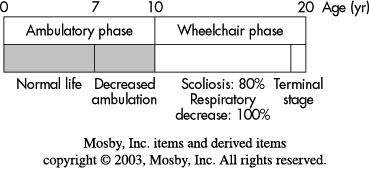 0 7 10 20 Age (yr)
Ambulatory phase Wheelchair phase
Normal life Decreased Scoliosis: 80% Terminal
ambulation Respiratory stage
decrease: 100%
Mosby, Inc. items and derived items
copyright © 2003, Mosby, Inc. All rights reserved.